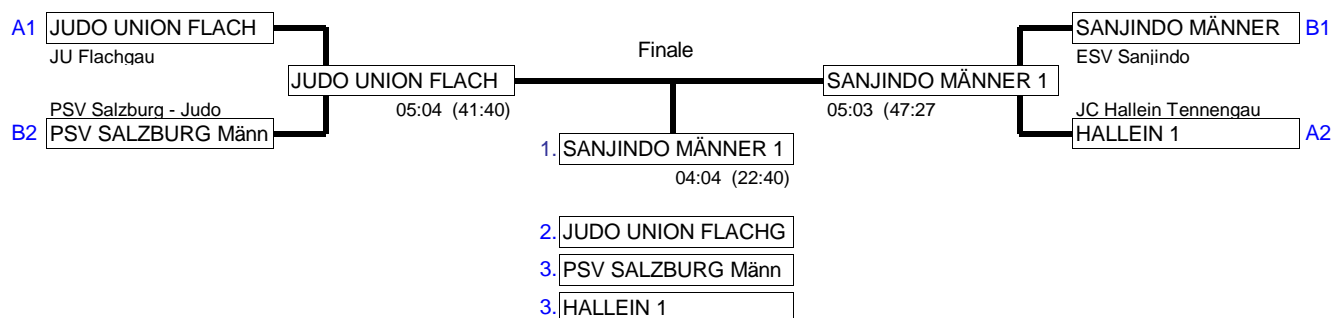 A1 JUDO UNION FLACH
JU Flachgau
SANJINDO MÄNNER B1
ESV Sanjindo
Finale
JUDO UNION FLACH
05:04 (41:40)
SANJINDO MÄNNER 1
05:03 (47:27
PSV Salzburg - Judo
B2 PSV SALZBURG Männ
JC Hallein Tennengau
HALLEIN 1 A2
1. SANJINDO MÄNNER 1
04:04 (22:40)
2. JUDO UNION FLACHG
3. PSV SALZBURG Männ
3. HALLEIN 1